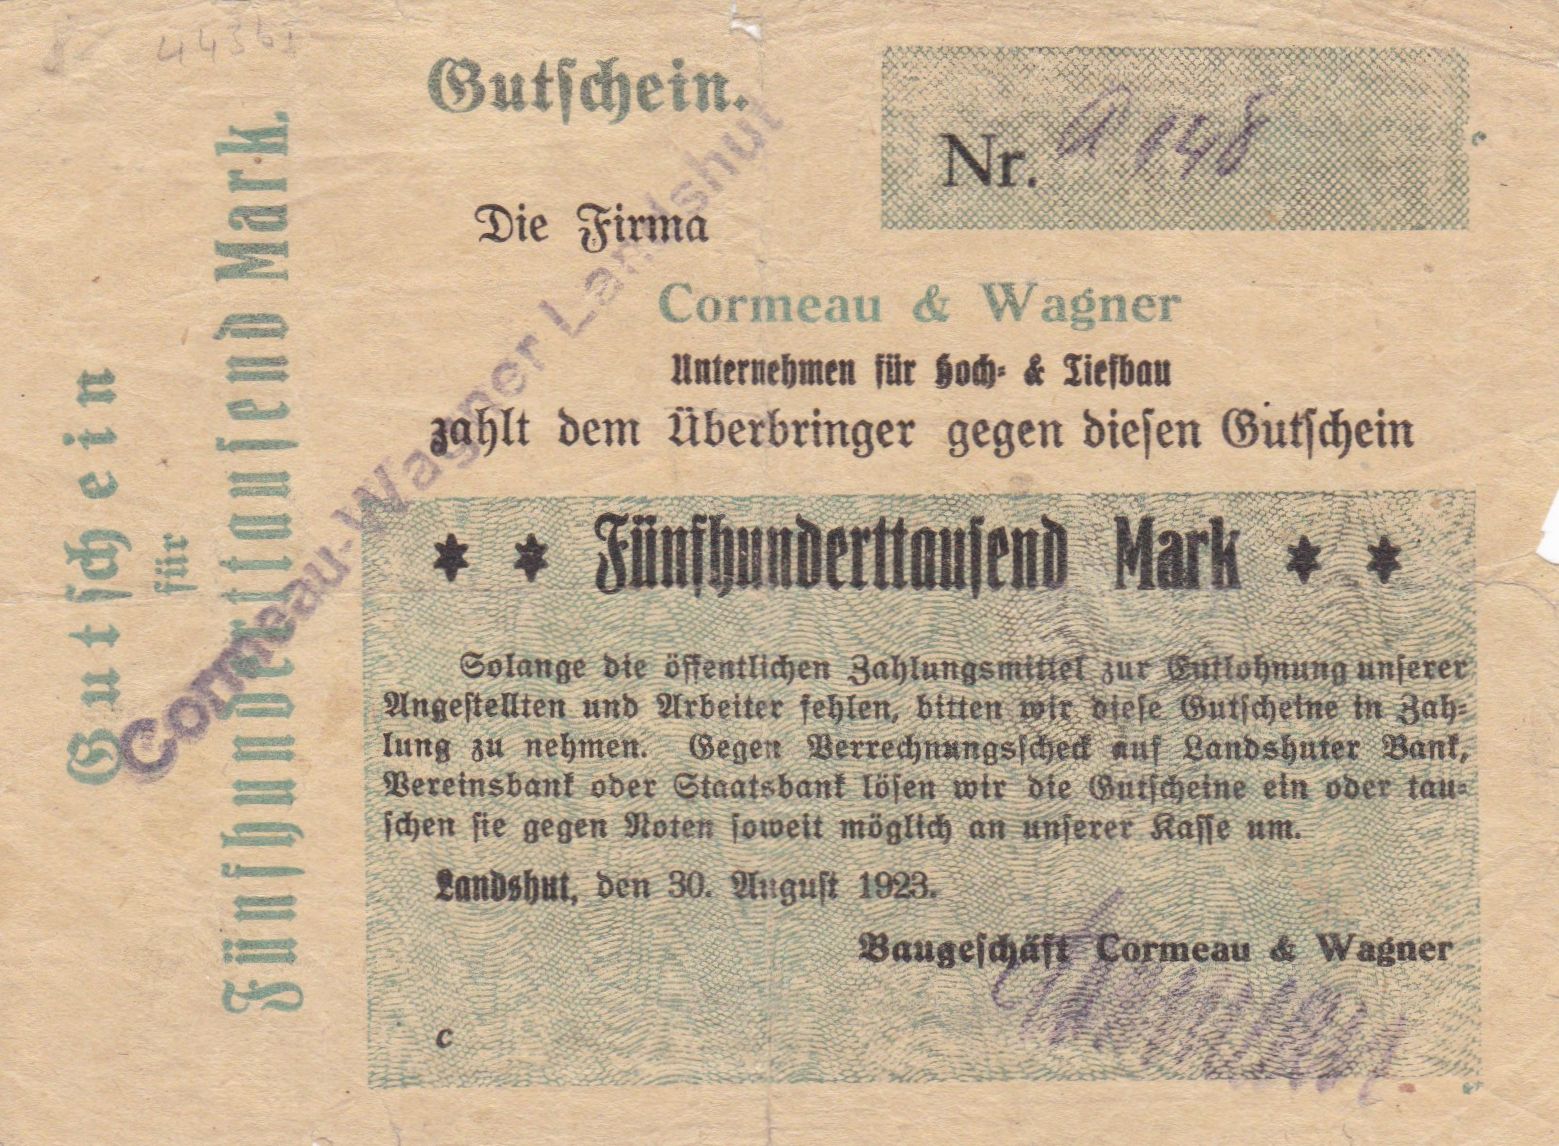 44361
Gutschein.
Nr. A 148
Die Firma
Cormeau & Wagner
Unternehmen für Hoch- & Tiefbau
zahlt dem Überbringer gegen diesen Gutschein
* * Fünfhunderttausend Mark * *
Solange die öffentlichen Zahlungsmittel zur Entlohnung unserer
Angestellten und Arbeiter fehlen, bitten wir diese Gutscheine in Zah-
lung zu nehmen. Gegen Verrechnungsscheck auf Landshuter Bank,
Vereinsbank oder Staatsbank lösen wir die Gutscheine ein oder tau-
schen sie gegen Noten soweit möglich an unserer Kasse um.
Landshut, den 30. August 1923.
Baugeschäft Cormeau & Wagner
C
Gutschein
für
Fünfhunderttausend Mark.
Cormeau-Wagner Landshut